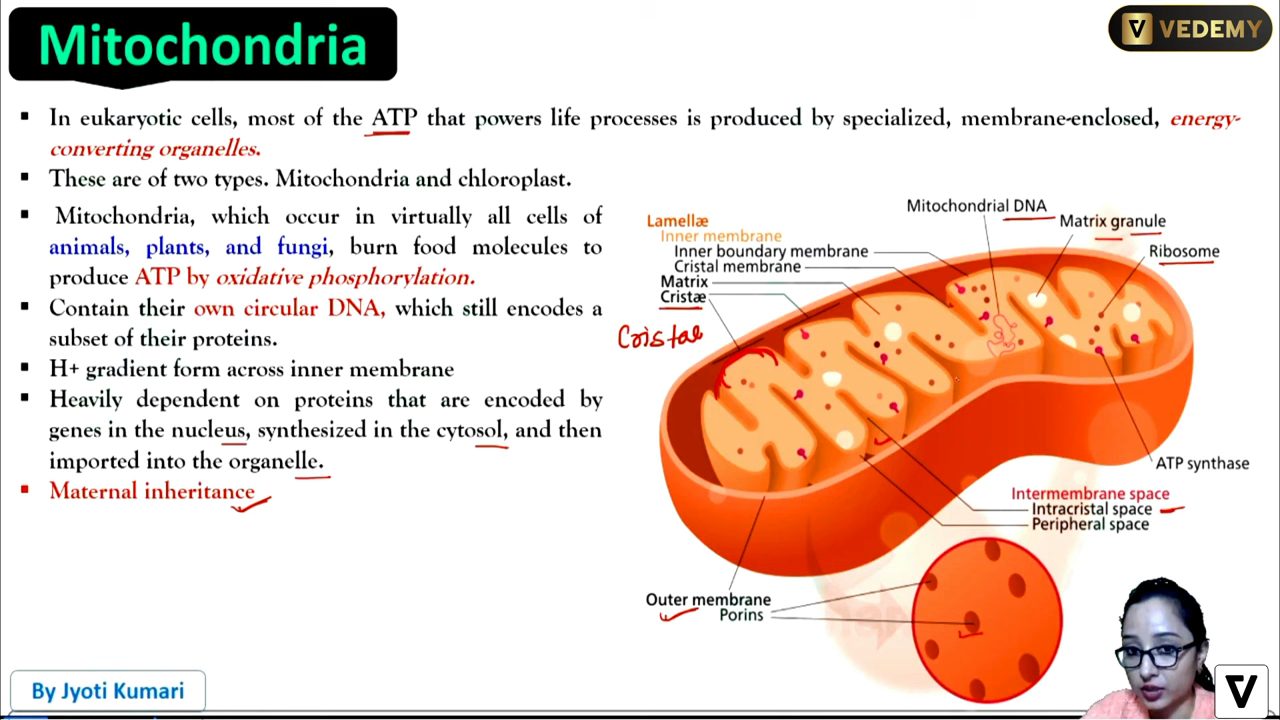 Mitochondria
VEDEMY
▪ In eukaryotic cells, most of the ATP that powers life processes is produced by specialized, membrane-enclosed, energy-
converting organelles.
▪ These are of two types. Mitochondria and chloroplast.
▪ Mitochondria, which occur in virtually all cells of
animals, plants, and fungi, burn food molecules to
produce ATP by oxidative phosphorylation.
▪ Contain their own circular DNA, which still encodes a
subset of their proteins.
▪ H+ gradient form across inner membrane
▪ Heavily dependent on proteins that are encoded by
genes in the nucleus, synthesized in the cytosol, and then
imported into the organelle.
▪ Maternal inheritance
Mitochondrial DNA
Matrix granule
Ribosome
Lamellæ
Inner membrane
Inner boundary membrane
Cristal membrane
Matrix
Cristæ
Cristae
ATP synthase
Intermembrane space
Intracristal space
Peripheral space
Outer membrane
Porins
By Jyoti Kumari